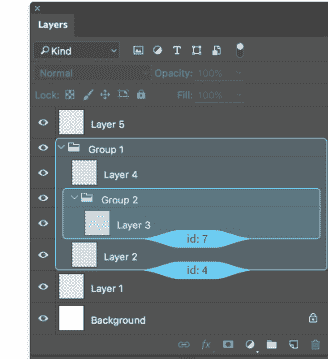 Layers
Kind
Normal Opacity: 100%
Lock: Fill: 100%
Layer 5
Group 1
Layer 4
Group 2
Layer 3
id: 7
Layer 2
id: 4
Layer 1
Background
fx